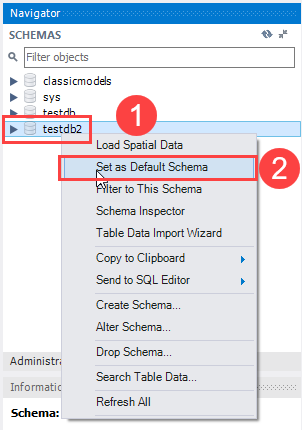 Navigator
SCHEMAS
Filter objects
classicmodels
sys
testdb
testdb2
1
Load Spatial Data
Set as Default Schema
2
Filter to This Schema
Schema Inspector
Table Data Import Wizard
Copy to Clipboard
Send to SQL Editor
Create Schema...
Alter Schema...
Drop Schema...
Search Table Data...
Refresh All
Administra
Information
Schema: